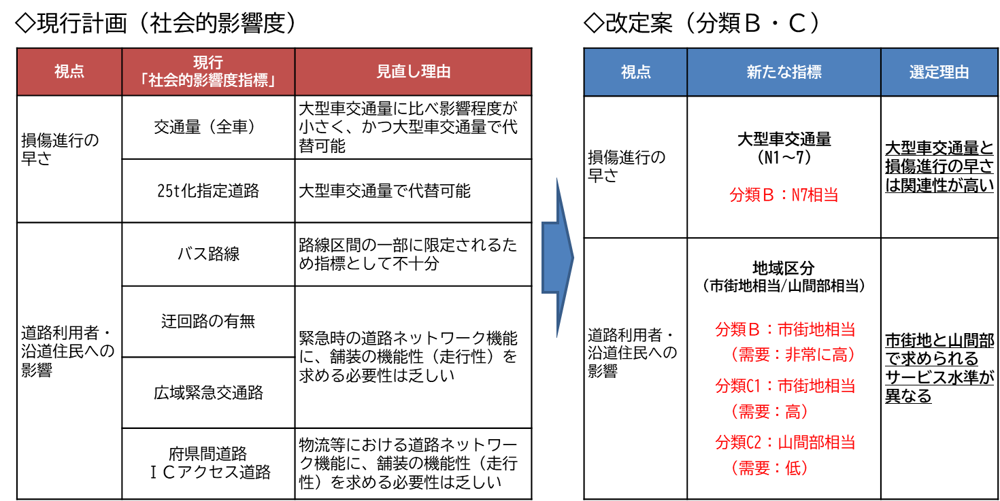 ◇現行計画（社会的影響度）
視点
現行
「社会的影響度指標」
見直し理由
損傷進行の
早さ
交通量（全車）
大型車交通量に比べ影響程度が
小さく、かつ大型車交通量で代
替可能
25t化指定道路
大型車交通量で代替可能
道路利用者・
沿道住民への
影響
バス路線
路線区間の一部に限定されるた
め指標として不十分
迂回路の有無
緊急時の道路ネットワーク機能
に、舗装の機能性（走行性）を
求める必要性は乏しい
広域緊急交通路
府県間道路
ＩＣアクセス道路
物流等における道路ネットワー
ク機能に、舗装の機能性（走行
性）を求める必要性は乏しい
◇改定案（分類Ｂ・Ｃ）
視点
新たな指標
選定理由
損傷進行の
早さ
大型車交通量
（N1～7）
分類Ｂ：N7相当
大型車交通量と
損傷進行の早さ
は関連性が高い
道路利用者・
沿道住民への
影響
地域区分
（市街地相当/山間部相当）
分類Ｂ：市街地相当
（需要：非常に高）
分類C1：市街地相当
（需要：高）
分類C2：山間部相当
（需要：低）
市街地と山間部
で求められる
サービス水準が
異なる